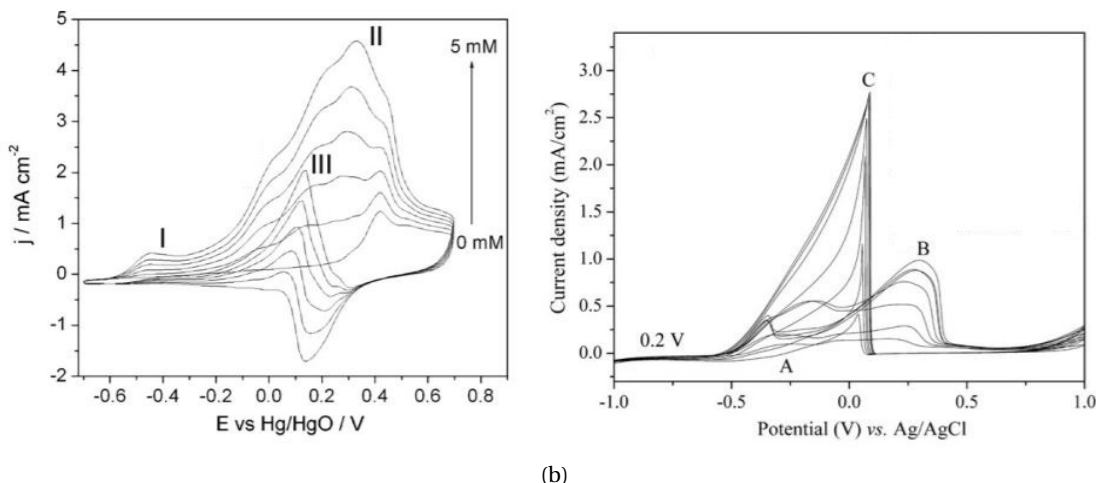 5
4
3
2
1
0
-1
-2
j / mA cm-2
-0.6
-0.4
-0.2
0.0
0.2
0.4
0.6
0.8
E vs Hg/HgO / V
I
II
III
5 mM
0 mM
3.0
2.5
2.0
1.5
1.0
0.5
0.0
Current density (mA/cm2)
-1.0
-0.5
0.0
0.5
1.0
Potential (V) vs. Ag/AgCl
0.2 V
A
B
C
(b)